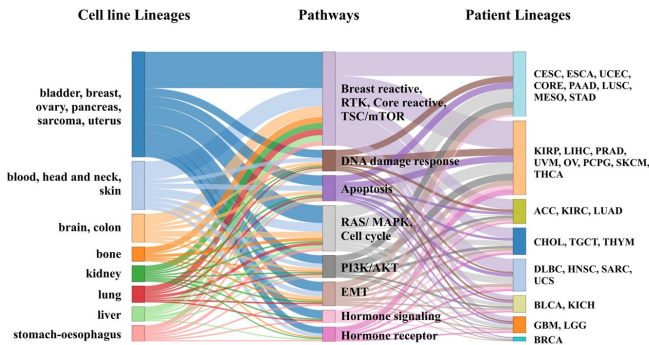 Cell line Lineages
Pathways
Patient Lineages
bladder, breast,
ovary, pancreas,
sarcoma, uterus
blood, head and neck,
skin
brain, colon
bone
kidney
lung
liver
stomach-oesophagus
Breast reactive,
RTK, Core reactive,
TSC/mTOR
DNA damage response
Apoptosis
RAS/ MAPK,
Cell cycle
PI3K/AKT
EMT
Hormone signaling
Hormone receptor
CESC, ESCA, UCEC,
CORE, PAAD, LUSC,
MESO, STAD
KIRP, LIHC, PRAD,
UVM, OV, PCPG, SKCM,
THCA
ACC, KIRC, LUAD
CHOL, TGCT, THYM
DLBC, HNSC, SARC,
UCS
BLCA, KICH
GBM, LGG
BRCA